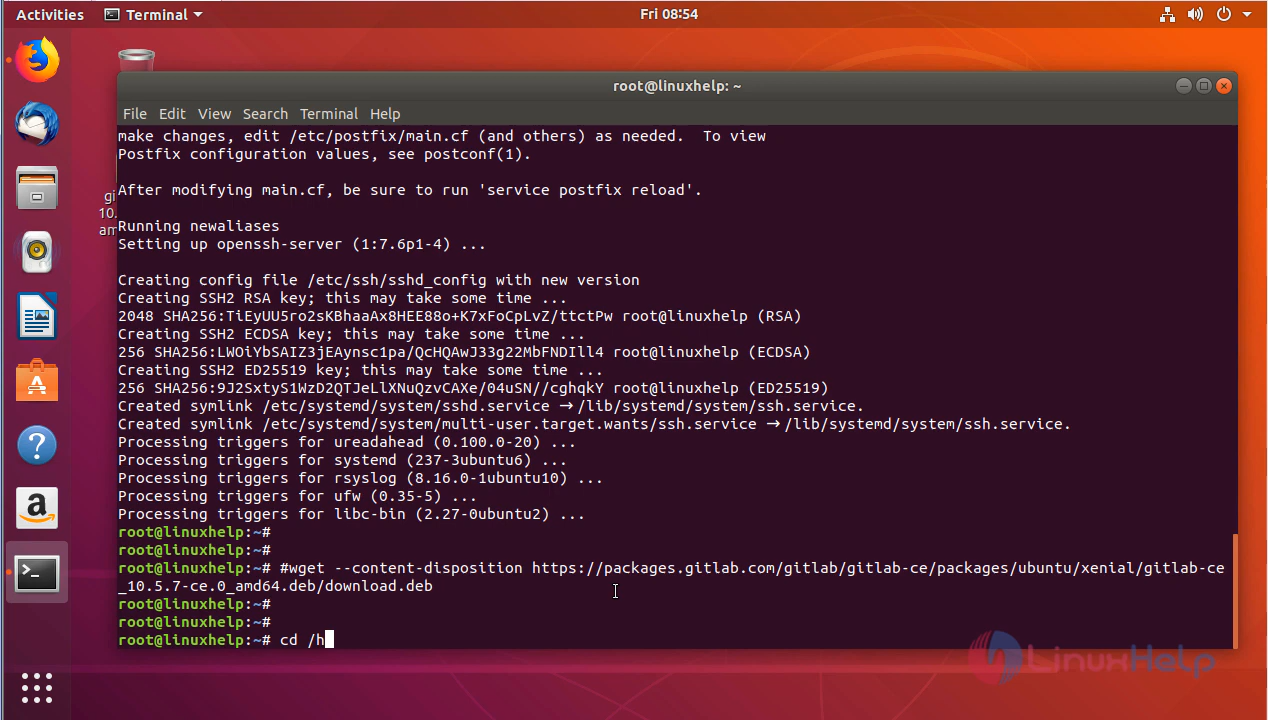 Activities Terminal Fri 08:54
root@linuxhelp: ~
File Edit View Search Terminal Help
make changes, edit /etc/postfix/main.cf (and others) as needed.  To view
Postfix configuration values, see postconf(1).
After modifying main.cf, be sure to run 'service postfix reload'.
gi
10.
am
Running newaliases
Setting up openssh-server (1:7.6p1-4) ...
Creating config file /etc/ssh/sshd_config with new version
Creating SSH2 RSA key; this may take some time ...
2048 SHA256:TiEyUU5ro2sKBhaaAx8HEE88o+K7xFoCpLvZ/ttctPw root@linuxhelp (RSA)
Creating SSH2 ECDSA key; this may take some time ...
256 SHA256:LWOiYbSAIZ3jEAynsc1pa/QcHQAwJ33g22MbFNDIll4 root@linuxhelp (ECDSA)
Creating SSH2 ED25519 key; this may take some time ...
256 SHA256:9J2SxtyS1WzD2QTJeLlXNuQzvCAXe/04uSN//cghqkY root@linuxhelp (ED25519)
Created symlink /etc/systemd/system/sshd.service → /lib/systemd/system/ssh.service.
Created symlink /etc/systemd/system/multi-user.target.wants/ssh.service → /lib/systemd/system/ssh.service.
Processing triggers for ureadahead (0.100.0-20) ...
Processing triggers for systemd (237-3ubuntu6) ...
Processing triggers for rsyslog (8.16.0-1ubuntu10) ...
Processing triggers for ufw (0.35-5) ...
Processing triggers for libc-bin (2.27-0ubuntu2) ...
root@linuxhelp:~#
root@linuxhelp:~#
root@linuxhelp:~# #wget --content-disposition https://packages.gitlab.com/gitlab/gitlab-ce/packages/ubuntu/xenial/gitlab-ce
_10.5.7-ce.0_amd64.deb/download.deb
root@linuxhelp:~#
root@linuxhelp:~#
root@linuxhelp:~# cd /h
LinuxHelp